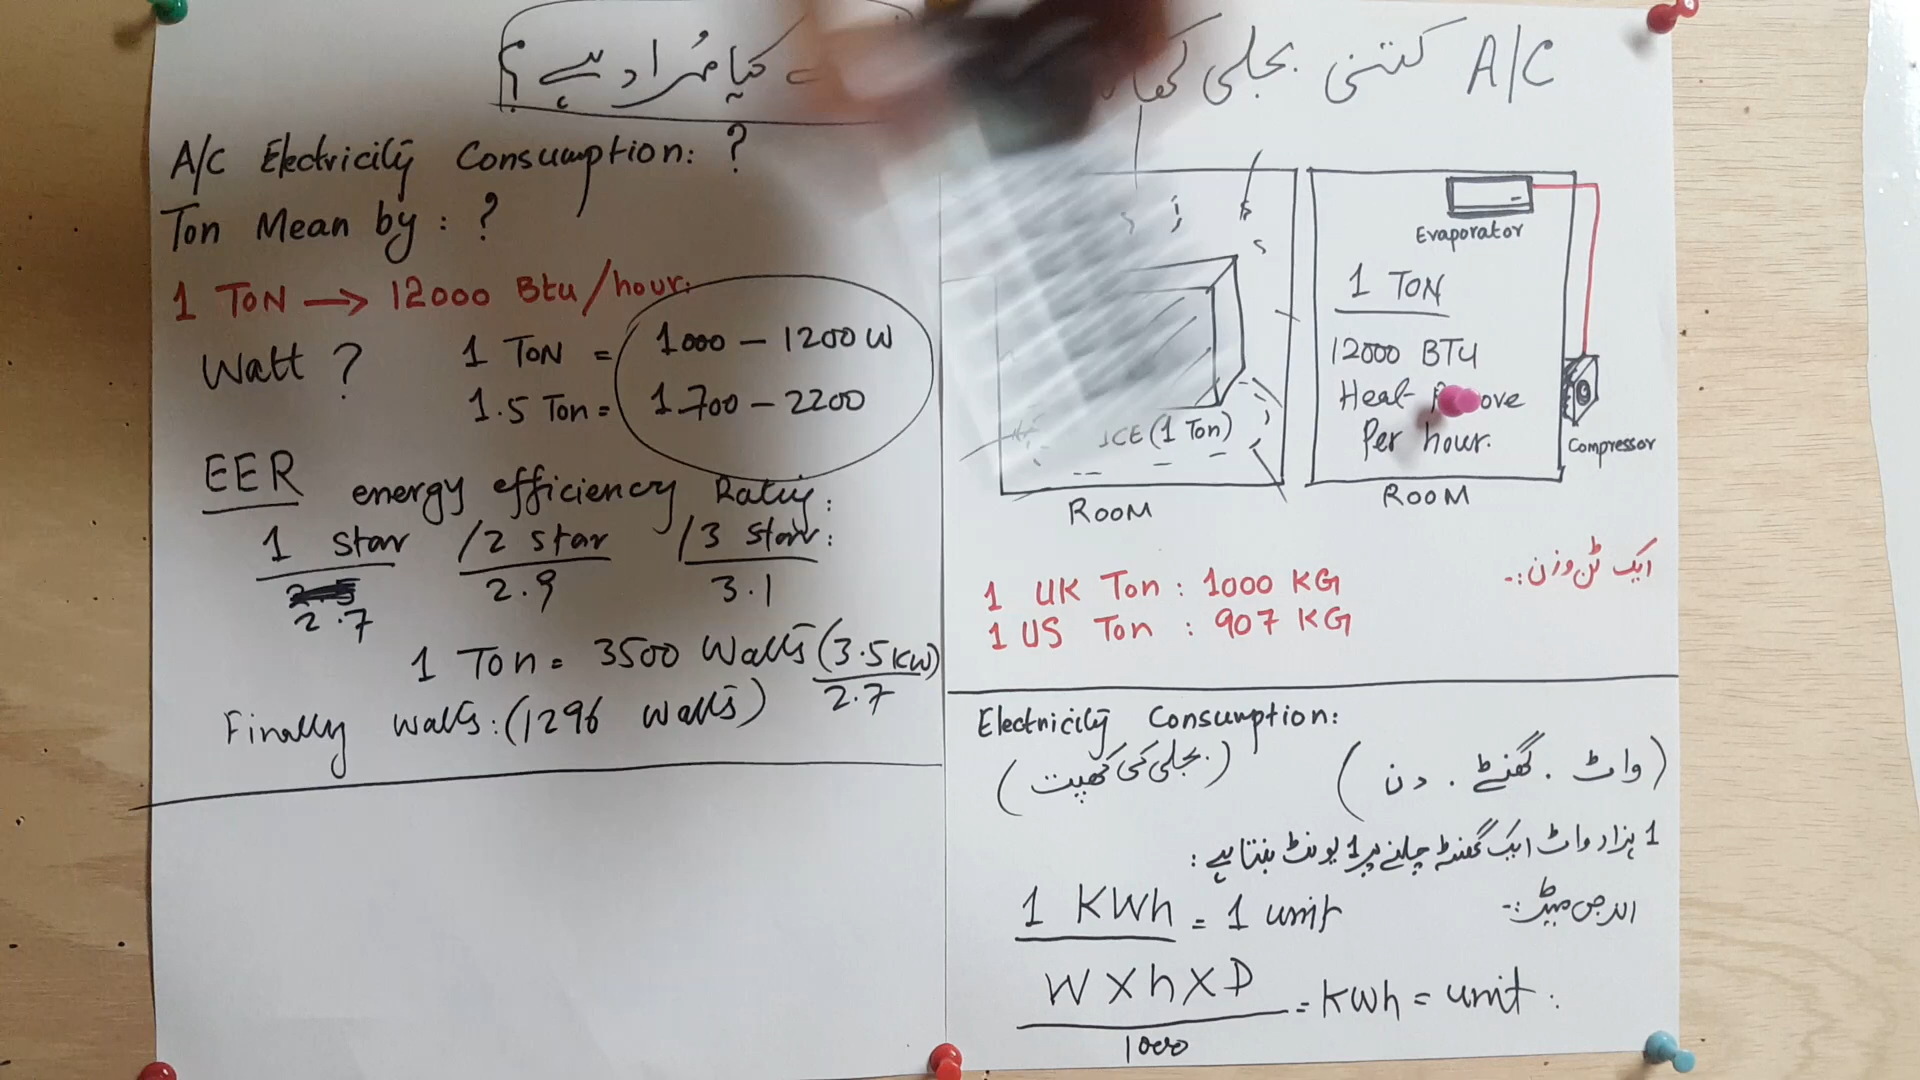 A/C کتنی بجلی
کیا مُراد ہے؟
A/C Electricity Consumption: ?
Ton Mean by: ?
1 TON → 12000 Btu/hour.
Watt ? 1 TON = 1000 - 1200 W
1.5 Ton = 1700 - 2200
EER energy efficiency Rating:
1 star /2 star /3 star:
2.7 2.9 3.1
1 Ton = 3500 Watts (3.5KW)
2.7
Finally watts: (1296 watts)
ICE (1 Ton)
ROOM
Evaporator
1 TON
12000 BTU
Heat
Per hour.
Compressor
ROOM
ایک ٹن وزن:-
1 UK Ton : 1000 KG
1 US Ton : 907 KG
Electricity Consumption:
(بجلی کی کھپت) (واٹ . گھنٹے . دن)
1 ہزار واٹ ایک گھنٹہ چلنے پر 1 یونٹ بنتا ہے:
1 KWh = 1 unit
W X h X D = kwh = unit :
1000